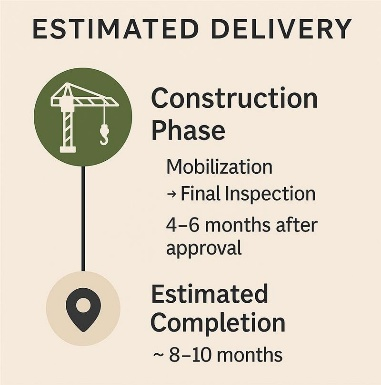 ESTIMATED DELIVERY
Construction
Phase
Mobilization
→ Final Inspection
4–6 months after
approval
Estimated
Completion
~ 8–10 months